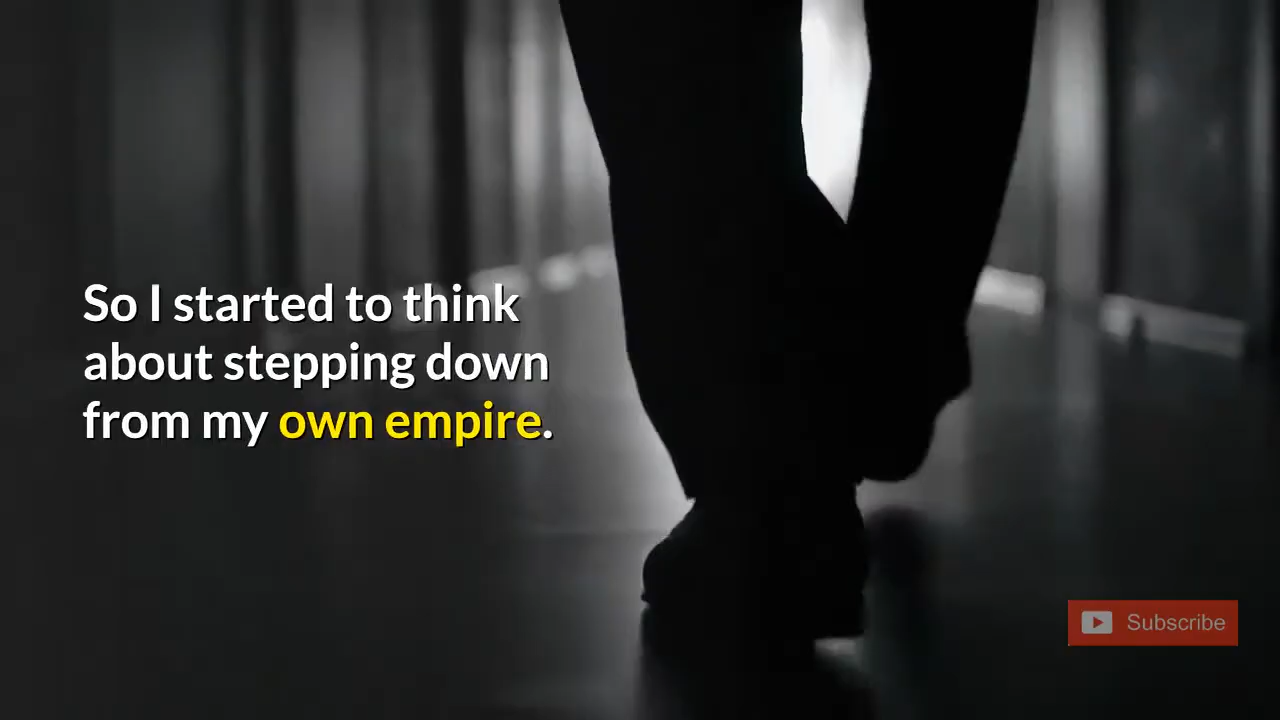 So I started to think
about stepping down
from my own empire.
Subscribe